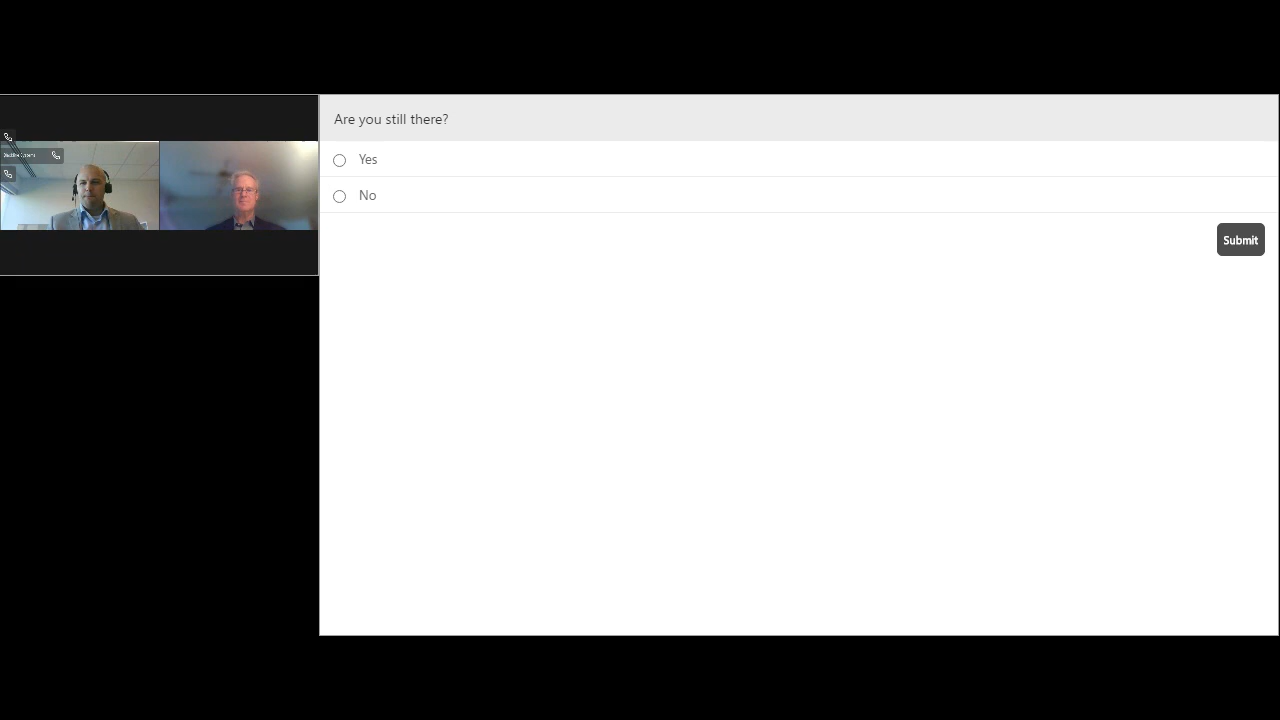 Are you still there?
Yes
No
Submit